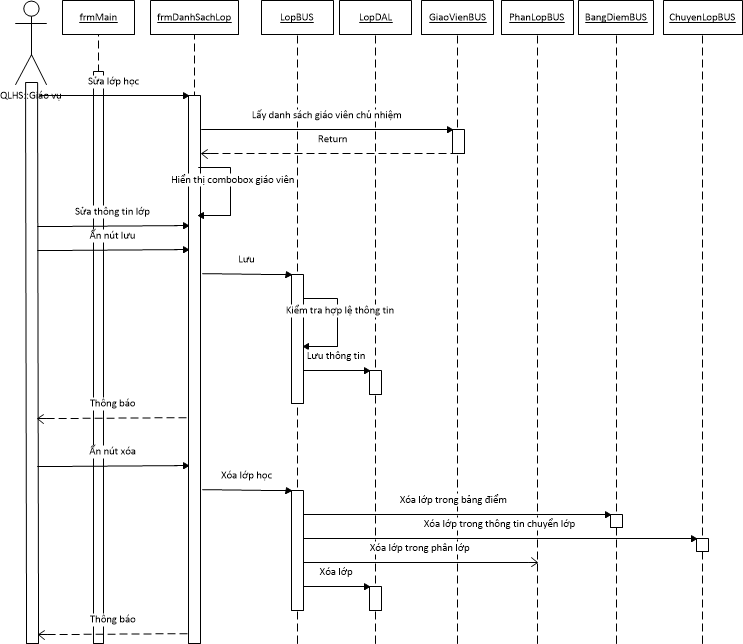 frmMain
frmDanhSachLop
LopBUS
LopDAL
GiaoVienBUS
PhanLopBUS
BangDiemBUS
ChuyenLopBUS
QLHS::Giáo vụ
Sửa lớp học
Lấy danh sách giáo viên chủ nhiệm
Return
Hiển thị combobox giáo viên
Sửa thông tin lớp
Ấn nút lưu
Lưu
Kiểm tra hợp lệ thông tin
Lưu thông tin
Thông báo
Ấn nút xóa
Xóa lớp học
Xóa lớp trong bảng điểm
Xóa lớp trong thông tin chuyển lớp
Xóa lớp trong phân lớp
Xóa lớp
Thông báo